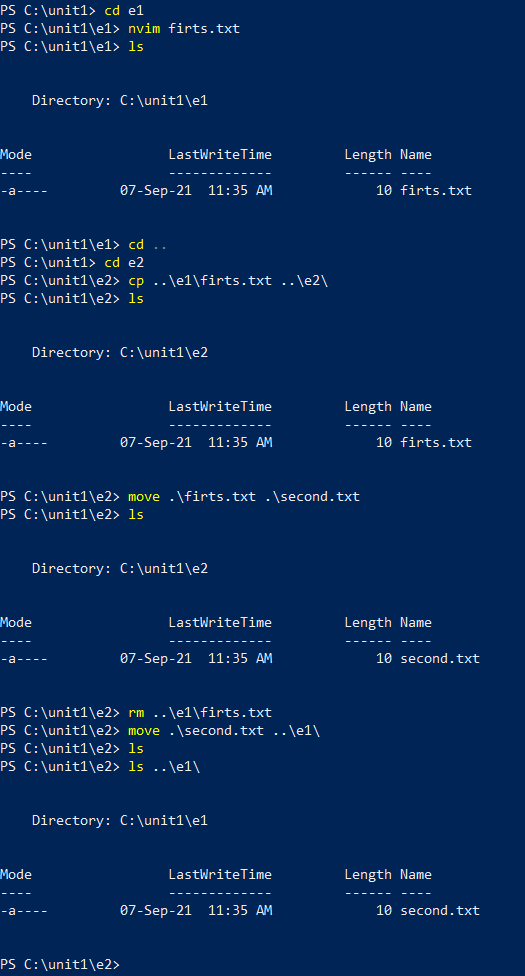 PS C:\unit1> cd e1
PS C:\unit1\e1> nvim firts.txt
PS C:\unit1\e1> ls
Directory: C:\unit1\e1
Mode                 LastWriteTime         Length Name
----                 -------------         ------ ----
-a----         07-Sep-21  11:35 AM             10 firts.txt
PS C:\unit1\e1> cd ..
PS C:\unit1> cd e2
PS C:\unit1\e2> cp ..\e1\firts.txt ..\e2\
PS C:\unit1\e2> ls
Directory: C:\unit1\e2
Mode                 LastWriteTime         Length Name
----                 -------------         ------ ----
-a----         07-Sep-21  11:35 AM             10 firts.txt
PS C:\unit1\e2> move .\firts.txt .\second.txt
PS C:\unit1\e2> ls
Directory: C:\unit1\e2
Mode                 LastWriteTime         Length Name
----                 -------------         ------ ----
-a----         07-Sep-21  11:35 AM             10 second.txt
PS C:\unit1\e2> rm ..\e1\firts.txt
PS C:\unit1\e2> move .\second.txt ..\e1\
PS C:\unit1\e2> ls
PS C:\unit1\e2> ls ..\e1\
Directory: C:\unit1\e1
Mode                 LastWriteTime         Length Name
----                 -------------         ------ ----
-a----         07-Sep-21  11:35 AM             10 second.txt
PS C:\unit1\e2>